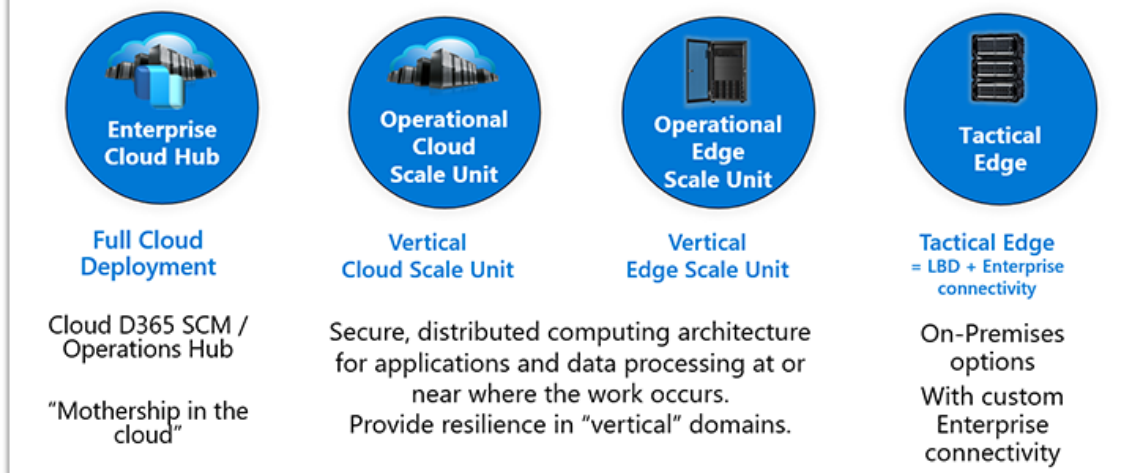 Enterprise
Cloud Hub
Full Cloud
Deployment
Cloud D365 SCM /
Operations Hub
“Mothership in the
cloud”
Operational
Cloud
Scale Unit
Vertical
Cloud Scale Unit
Operational
Edge
Scale Unit
Vertical
Edge Scale Unit
Secure, distributed computing architecture
for applications and data processing at or
near where the work occurs.
Provide resilience in “vertical” domains.
Tactical
Edge
Tactical Edge
= LBD + Enterprise
connectivity
On-Premises
options
With custom
Enterprise
connectivity